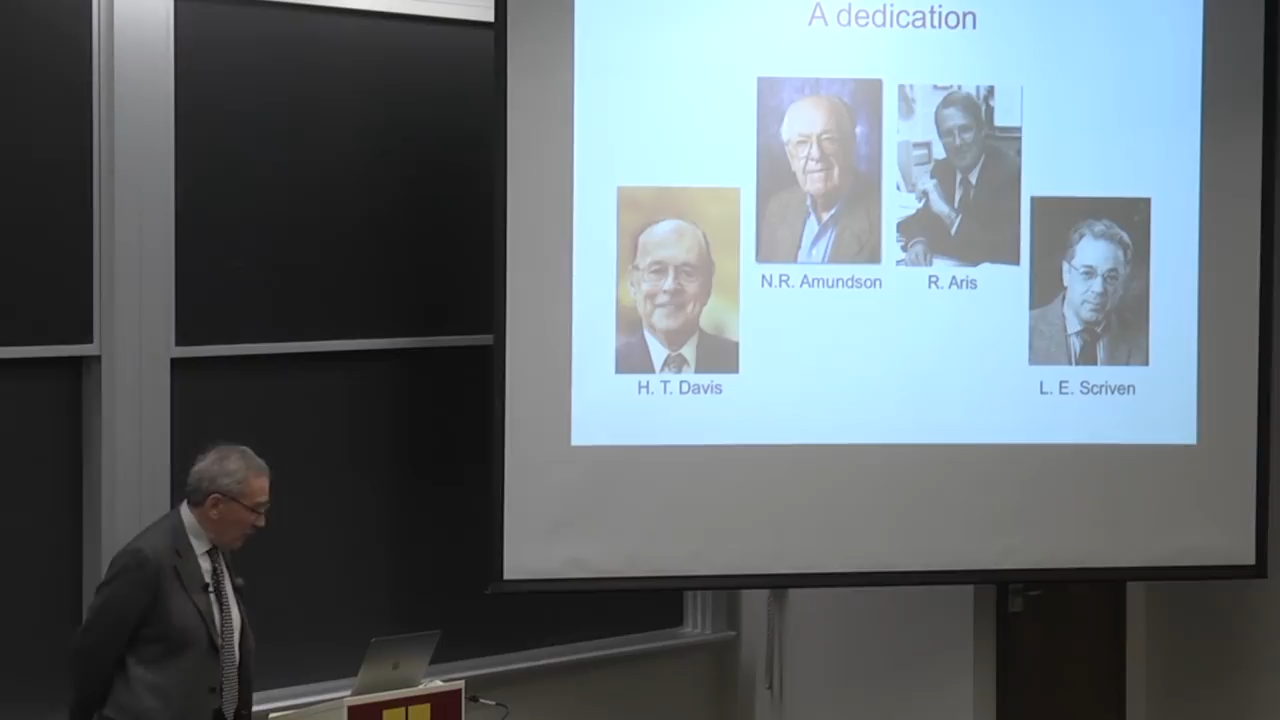 A dedication
N.R. Amundson
R. Aris
H. T. Davis
L. E. Scriven